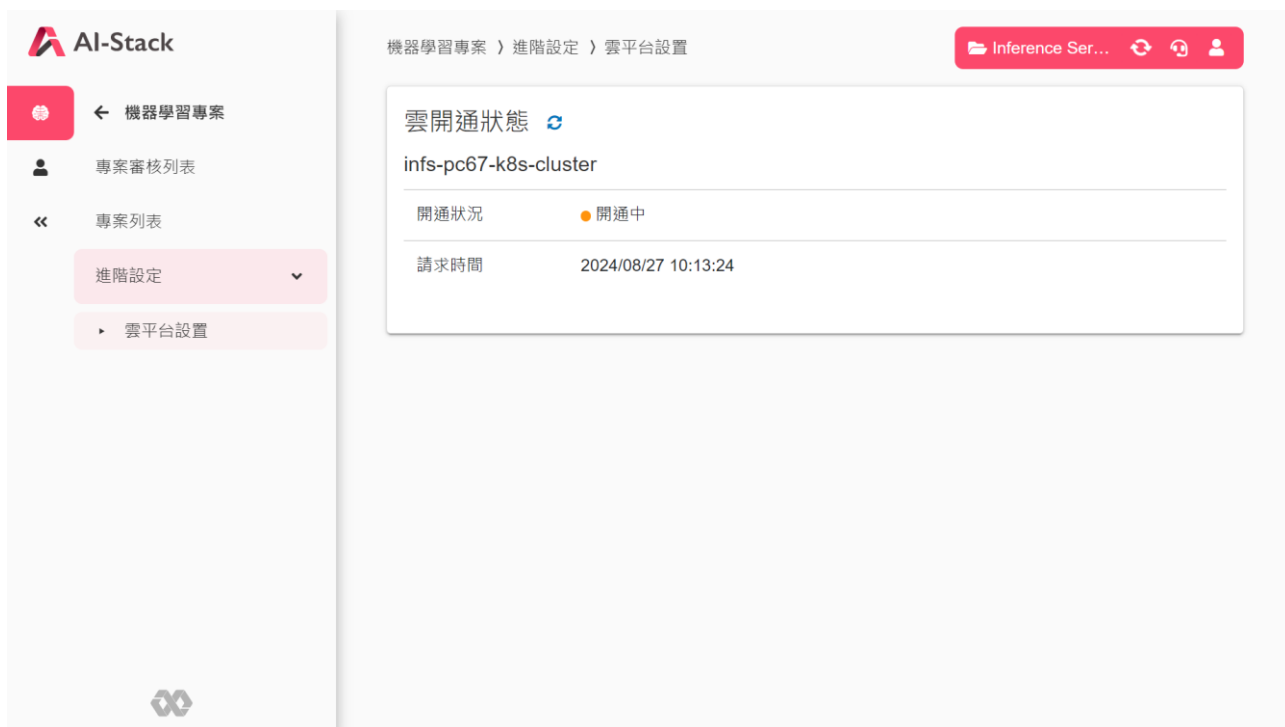 AI-Stack
機器學習專案 〉進階設定 〉雲平台設置
Inference Ser...
機器學習專案
專案審核列表
專案列表
進階設定
雲平台設置
雲開通狀態
infs-pc67-k8s-cluster
開通狀況 開通中
請求時間 2024/08/27 10:13:24